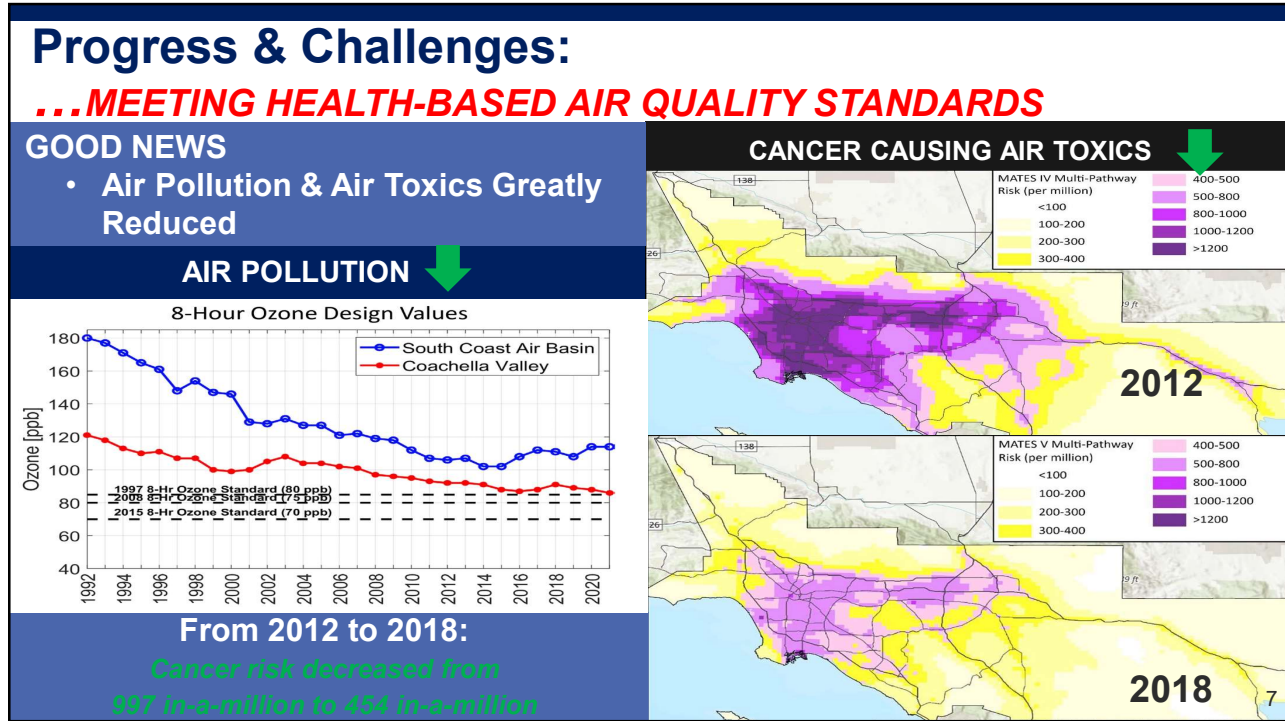 Progress & Challenges:
...MEETING HEALTH-BASED AIR QUALITY STANDARDS
GOOD NEWS
• Air Pollution & Air Toxics Greatly
Reduced
AIR POLLUTION
8-Hour Ozone Design Values
Ozone [ppb]
180
160
140
120
100
80
60
40
South Coast Air Basin
Coachella Valley
1997 8-Hr Ozone Standard (80 ppb)
2008 8-Hr Ozone Standard (75 ppb)
2015 8-Hr Ozone Standard (70 ppb)
1992
1994
1996
1998
2000
2002
2004
2006
2008
2010
2012
2014
2016
2018
2020
From 2012 to 2018:
Cancer risk decreased from
997 in-a-million to 454 in-a-million
CANCER CAUSING AIR TOXICS
138
26
MATES IV Multi-Pathway
Risk (per million)
<100
100-200
200-300
300-400
400-500
500-800
800-1000
1000-1200
>1200
2012
138
26
MATES V Multi-Pathway
Risk (per million)
<100
100-200
200-300
300-400
400-500
500-800
800-1000
1000-1200
>1200
2018
7